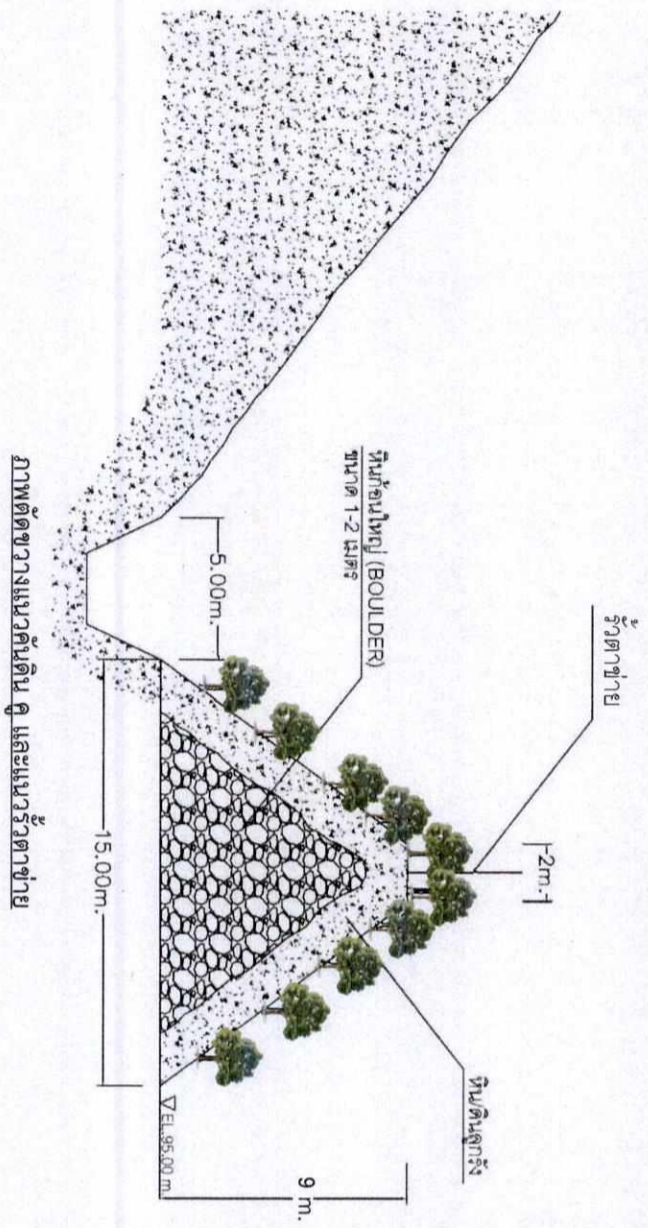 รั้วตาข่าย
2m.
หินก้อนใหญ่ (BOULDER)
ขนาด 1-2 เมตร
หิน/ดินลูกรัง
5.00m.
9 m.
▽EL.95.00 m.
15.00m.
ภาพตัดขวางแนวคันดิน คู และแนวรั้วตาข่าย